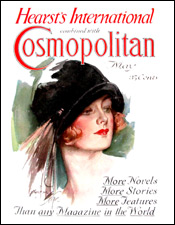 Hearst's International
combined with
Cosmopolitan
More Novels
More Stories
More Features
Than any Magazine in the World